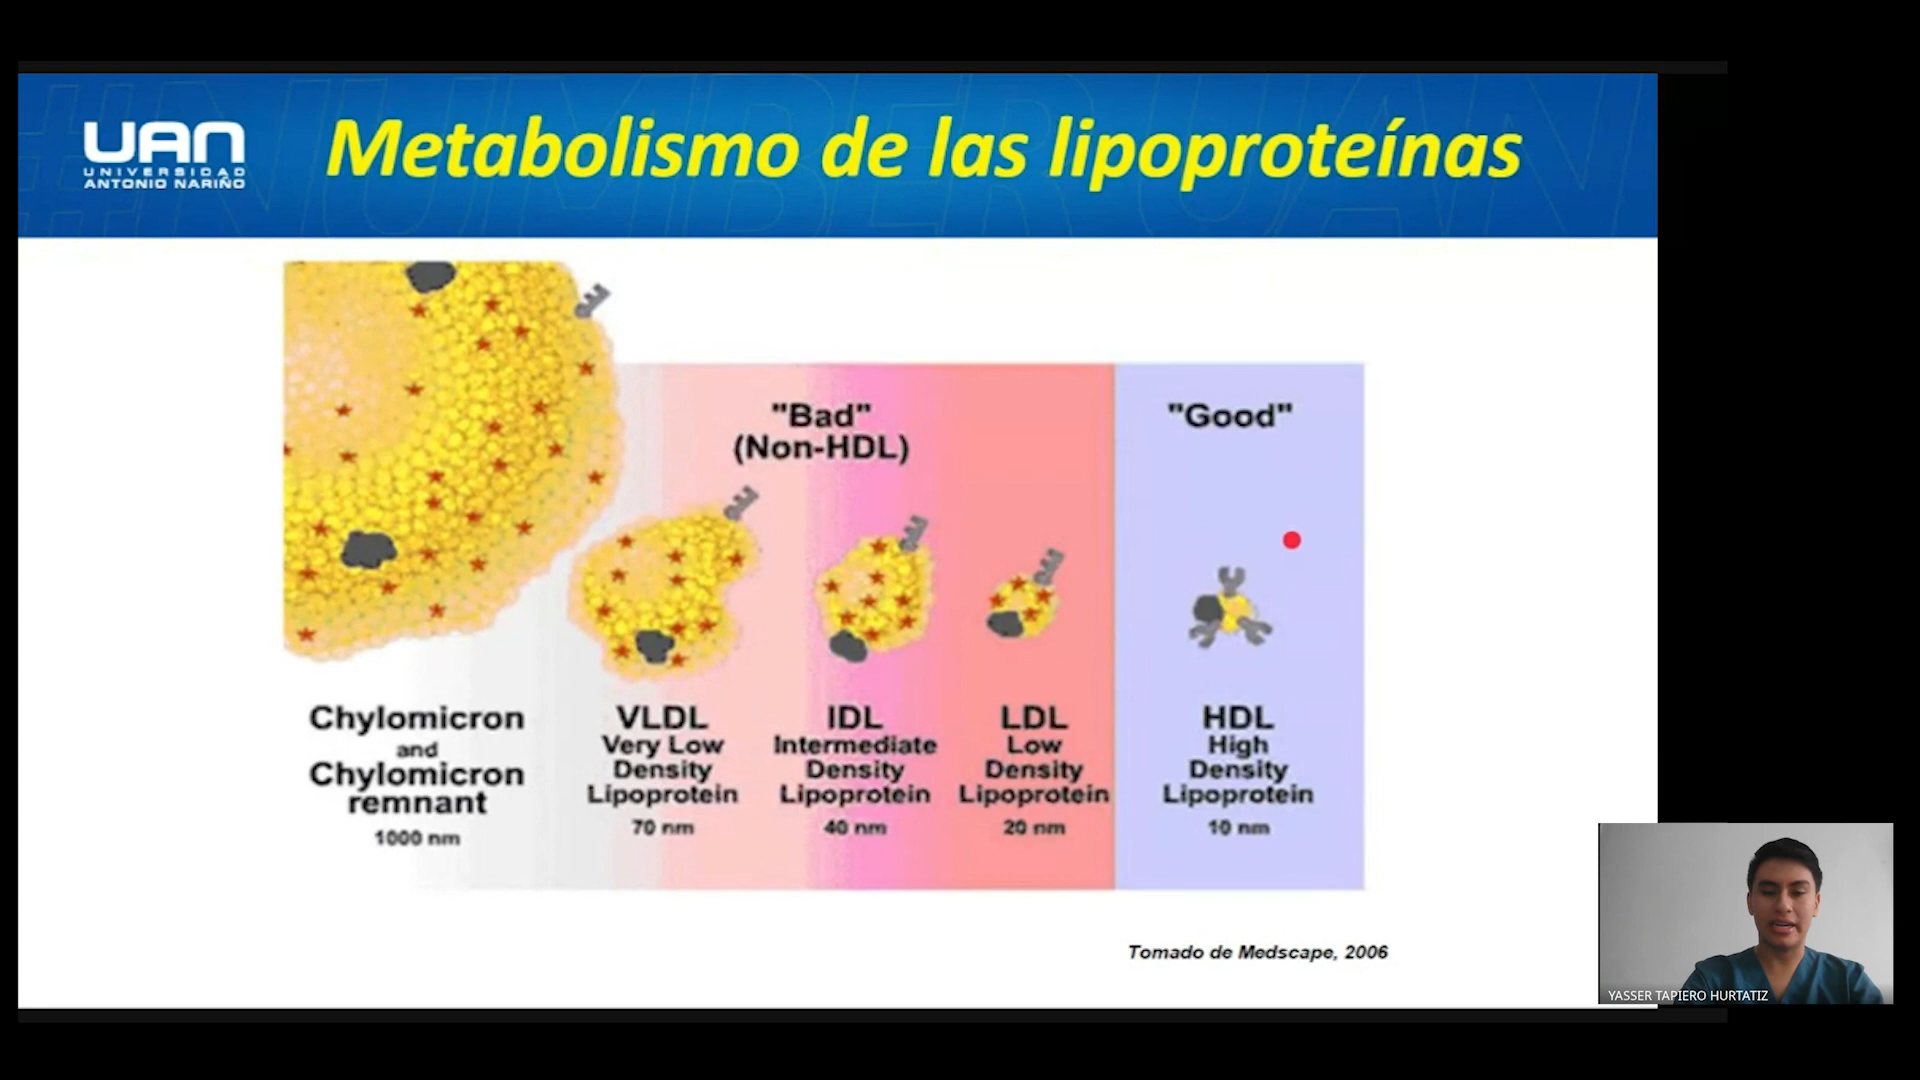 UAN
UNIVERSIDAD
ANTONIO NARIÑO
#NUMBER UAN
Metabolismo de las lipoproteínas
"Bad"
(Non-HDL)
"Good"
Chylomicron
and
Chylomicron
remnant
1000 nm
VLDL
Very Low
Density
Lipoprotein
70 nm
IDL
Intermediate
Density
Lipoprotein
40 nm
LDL
Low
Density
Lipoprotein
20 nm
HDL
High
Density
Lipoprotein
10 nm
Tomado de Medscape, 2006
YASSER TAPIERO HURTATIZ